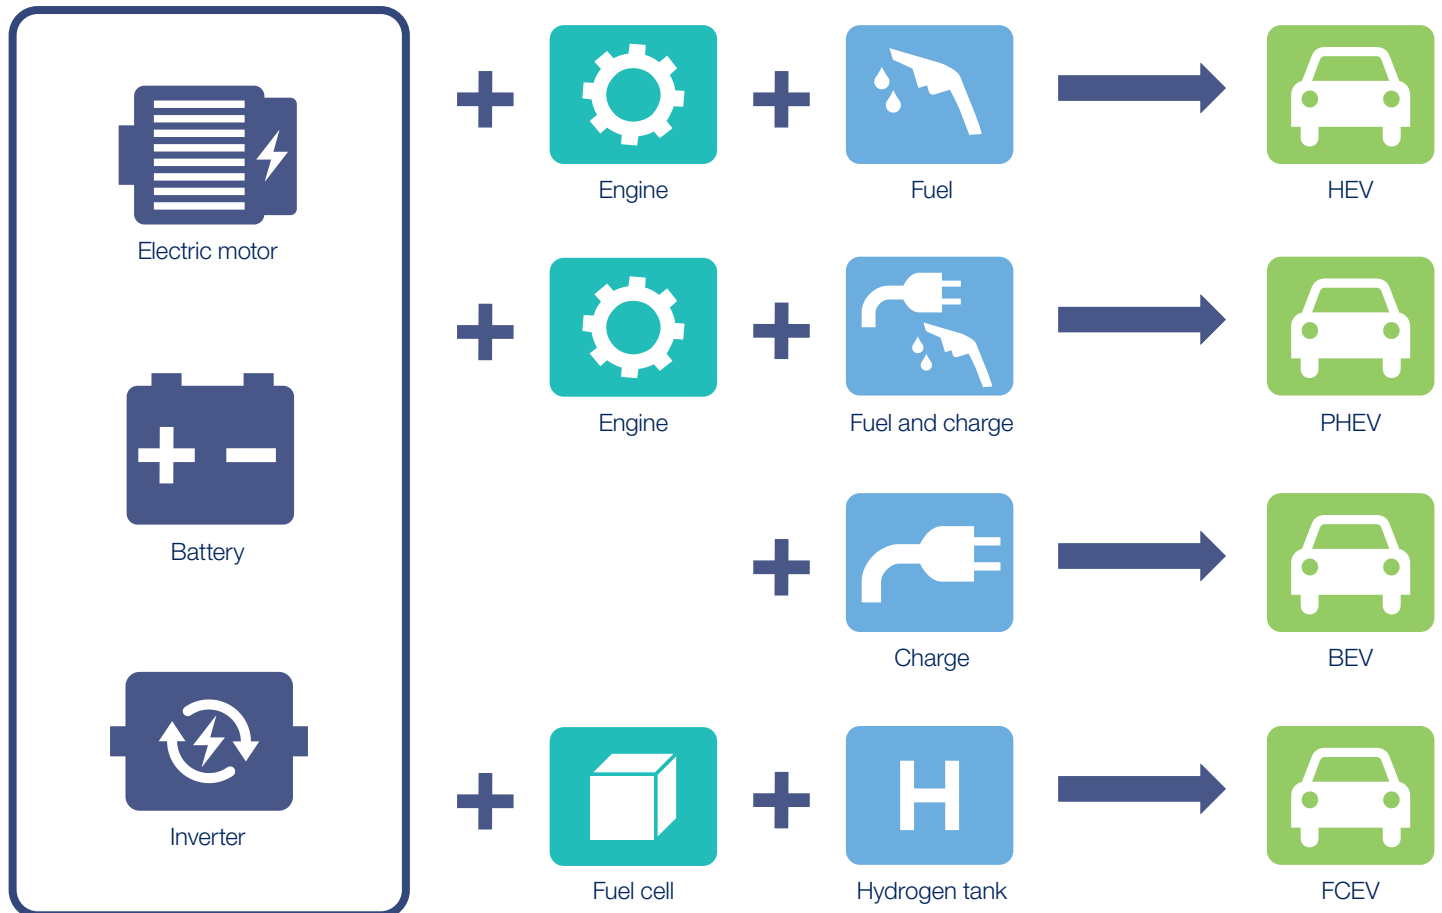 Electric motor
Battery
Inverter
Engine
Fuel
HEV
Engine
Fuel and charge
PHEV
Charge
BEV
Fuel cell
H
Hydrogen tank
FCEV